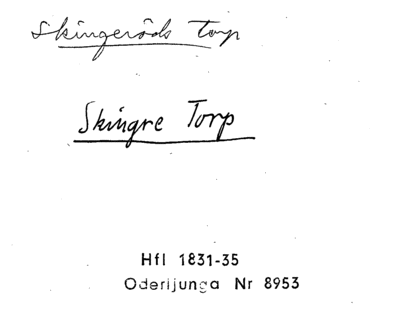 Skingeröds Torp
Skingre Torp
Hfl 1831-35
Oderljunga Nr 8953